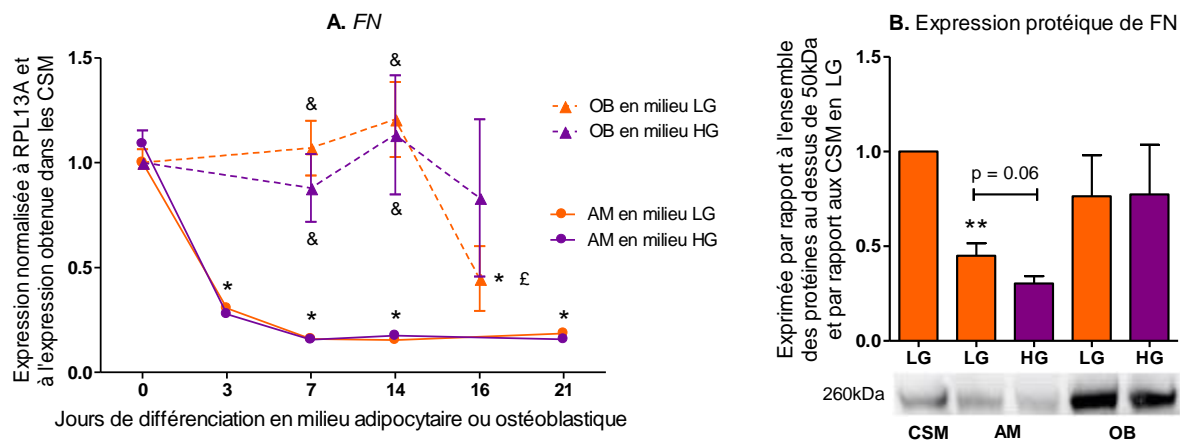 A. FN
Expression normalisée à RPL13A et
à l'expression obtenue dans les CSM
1.5
1.0
0.5
0.0
&
&
&
&
*
*
*
*
* £
0 3 7 14 16 21
Jours de différenciation en milieu adipocytaire ou ostéoblastique
OB en milieu LG
OB en milieu HG
AM en milieu LG
AM en milieu HG
B. Expression protéique de FN
Exprimée par rapport à l'ensemble
des protéines au dessus de 50kDa
et par rapport aux CSM en LG
1.5
1.0
0.5
0.0
p = 0.06
**
LG LG HG LG HG
260kDa
CSM AM OB